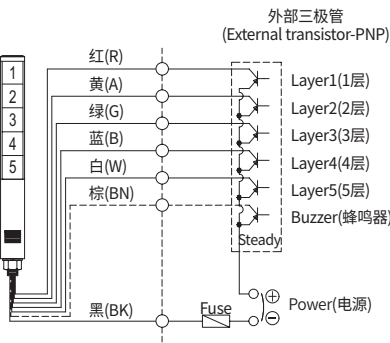 外部三极管
(External transistor-PNP)
红(R)
黄(A)
绿(G)
蓝(B)
白(W)
棕(BN)
黑(BK)
1
2
3
4
5
Layer1(1层)
Layer2(2层)
Layer3(3层)
Layer4(4层)
Layer5(5层)
Buzzer(蜂鸣器)
Steady
Fuse
Power(电源)